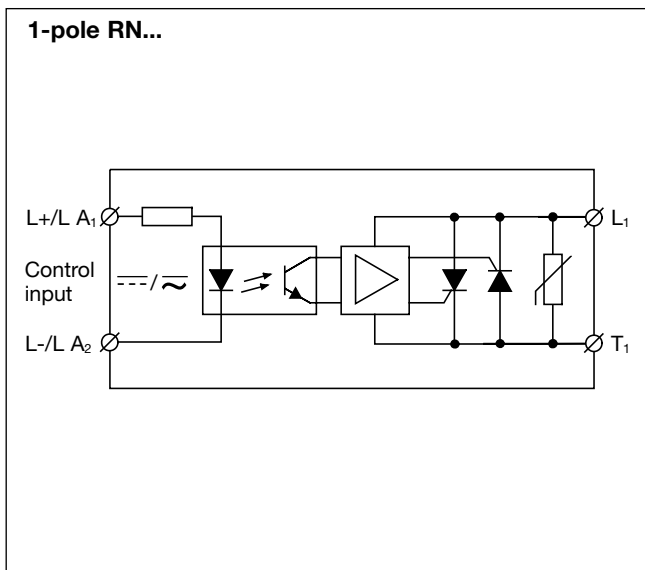 1-pole RN...
L+/L A₁
L₁
Control
input
L-/L A₂
T₁